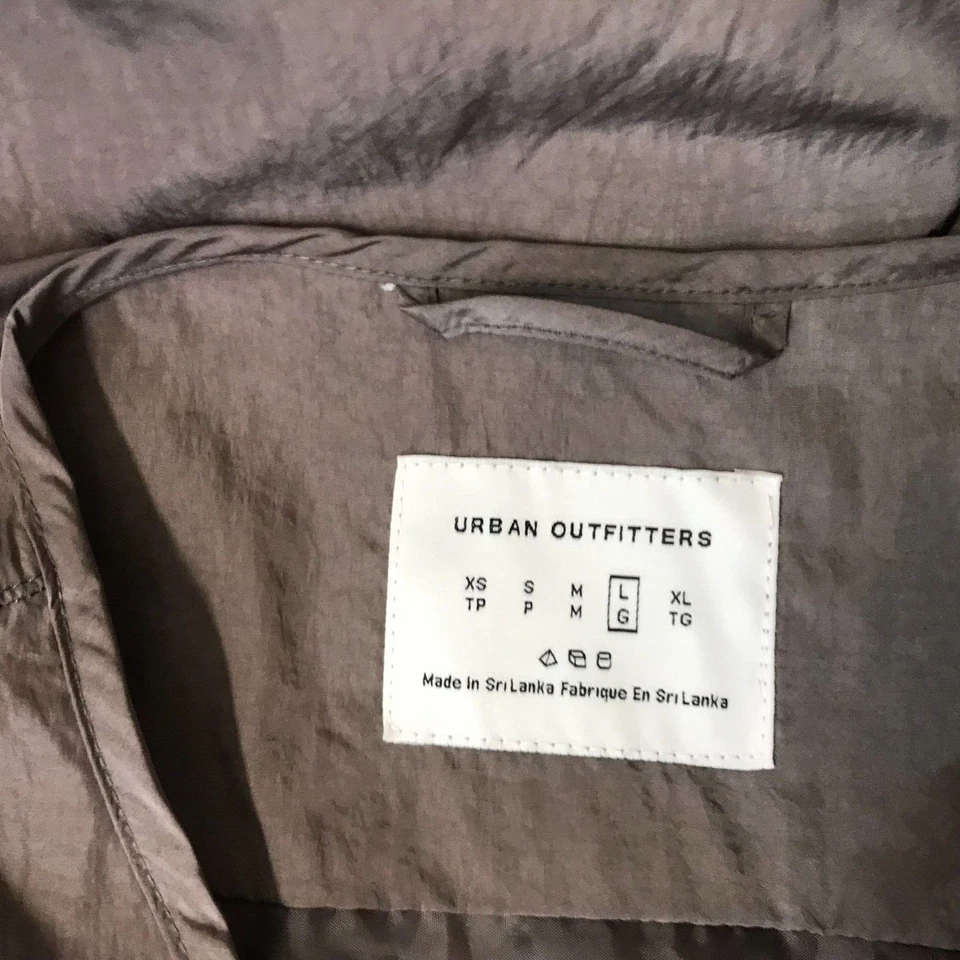 URBAN OUTFITTERS
XS S M L XL
TP P M G TG
Made In Sri Lanka Fabrique En Sri Lanka